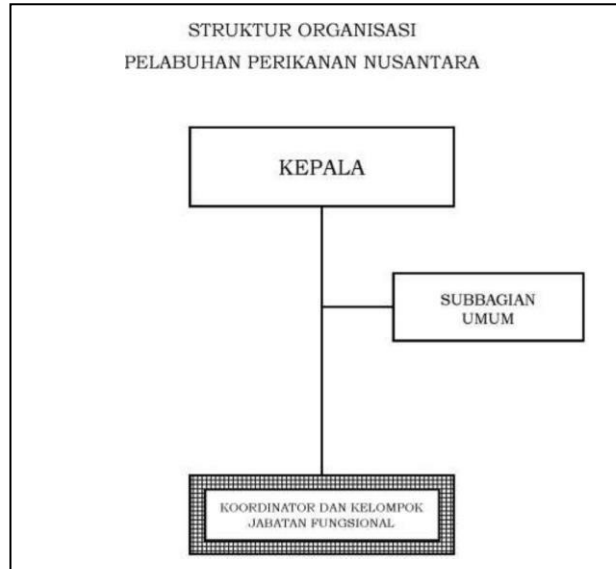 STRUKTUR ORGANISASI
PELABUHAN PERIKANAN NUSANTARA
KEPALA
SUBBAGIAN
UMUM
KOORDINATOR DAN KELOMPOK
JABATAN FUNGSIONAL